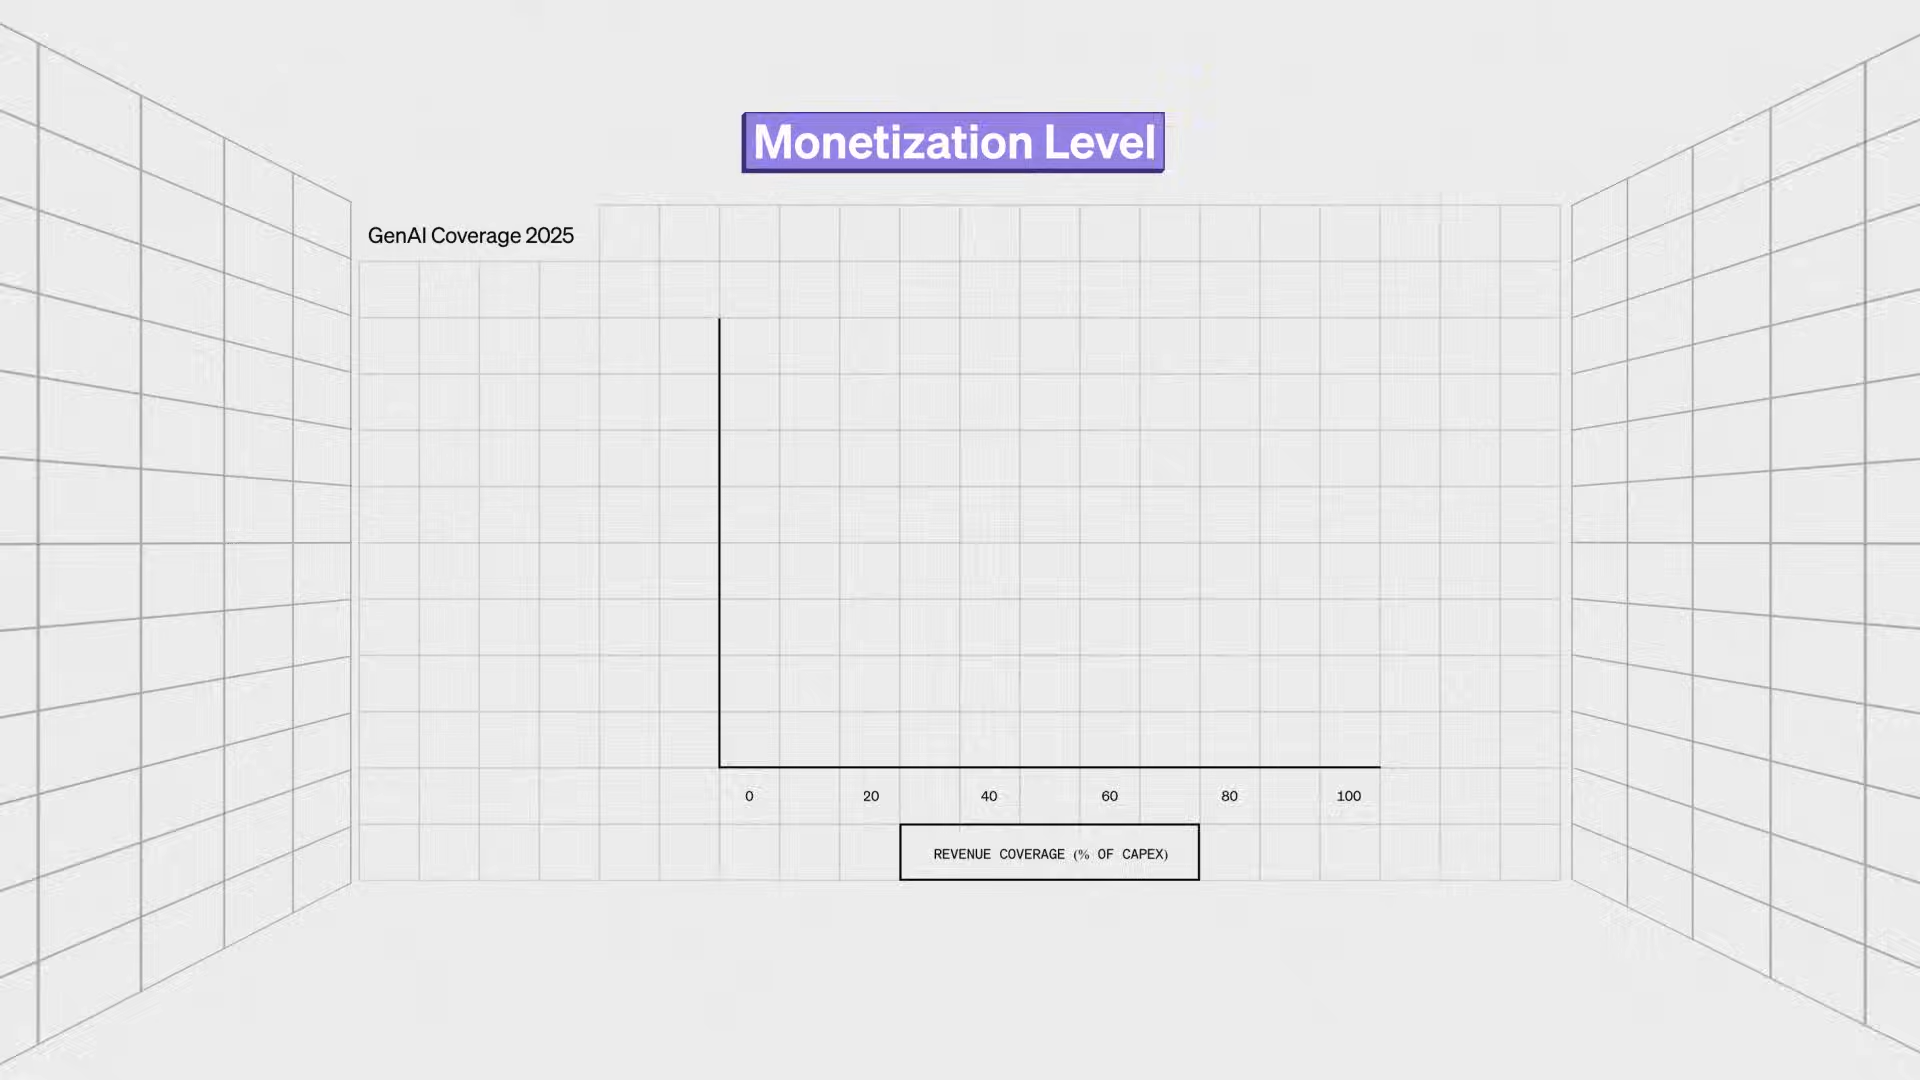 Monetization Level
GenAI Coverage 2025
0 20 40 60 80 100
REVENUE COVERAGE (% OF CAPEX)